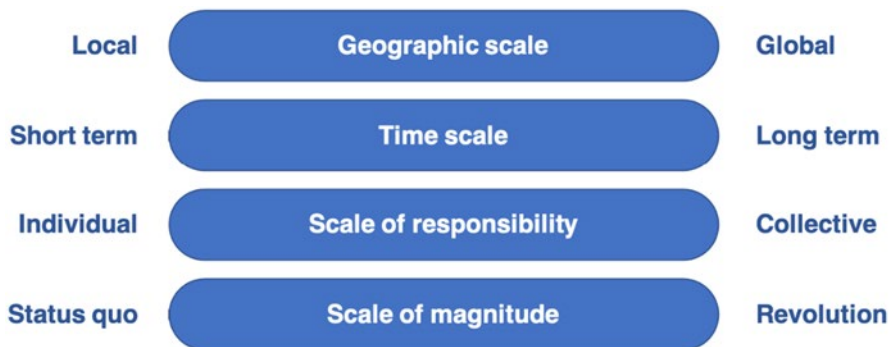 Local Geographic scale Global
Short term Time scale Long term
Individual Scale of responsibility Collective
Status quo Scale of magnitude Revolution